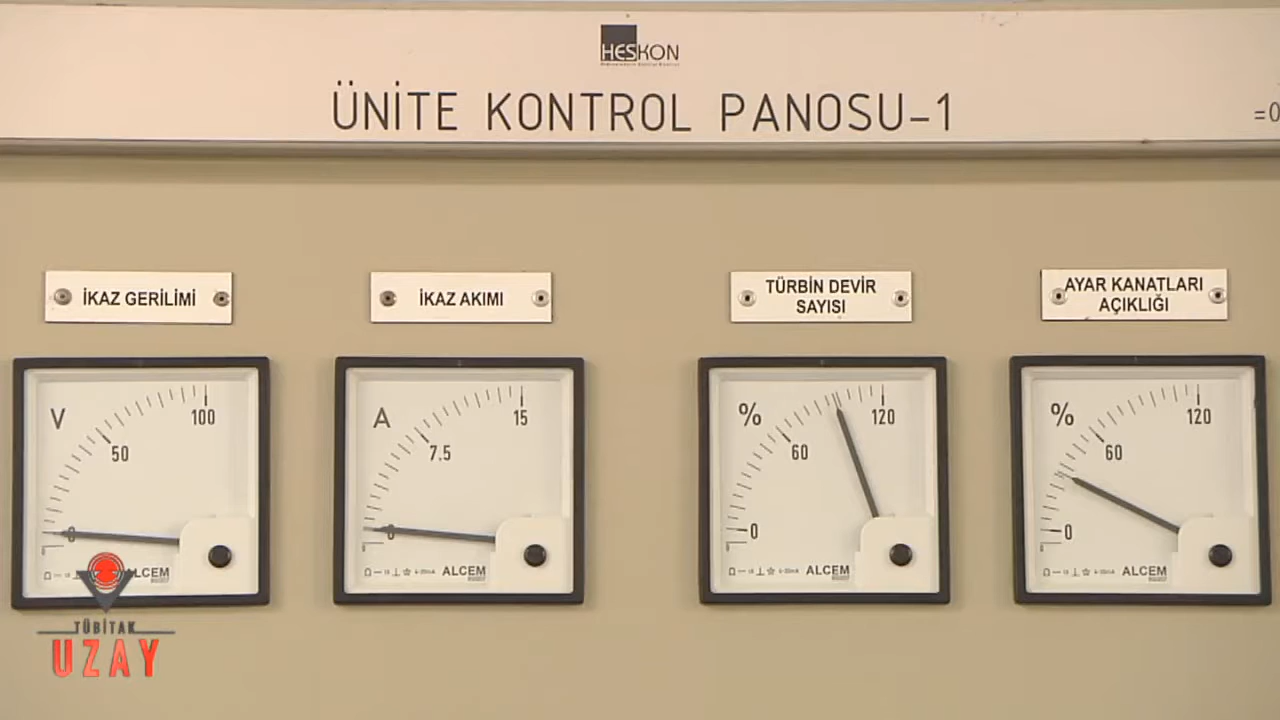 HESKON
ÜNİTE KONTROL PANOSU-1
=0
İKAZ GERİLİMİ
İKAZ AKIMI
TÜRBİN DEVİR
SAYISI
AYAR KANATLARI
AÇIKLIĞI
V
100
50
0
ALCEM
A
15
7.5
0
ALCEM
%
120
60
0
ALCEM
%
120
60
0
ALCEM
TÜBİTAK
UZAY